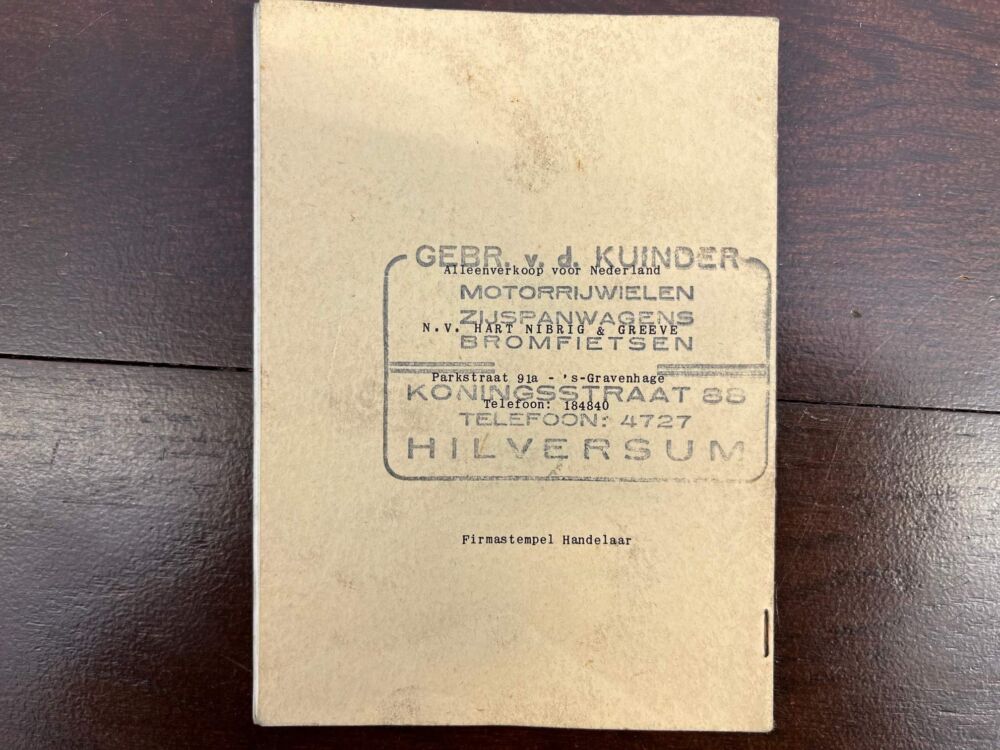 GEBR. v. d. KUINDER
Alleenverkoop voor Nederland
MOTORRIJWIELEN
ZIJSPANWAGENS
N.V. HART NIBRIG & GREEVE
BROMFIETSEN
Parkstraat 91a - 's-Gravenhage
KONINGSSTRAAT 88
Telefoon: 184840
TELEFOON: 4727
HILVERSUM
Firmastempel Handelaar